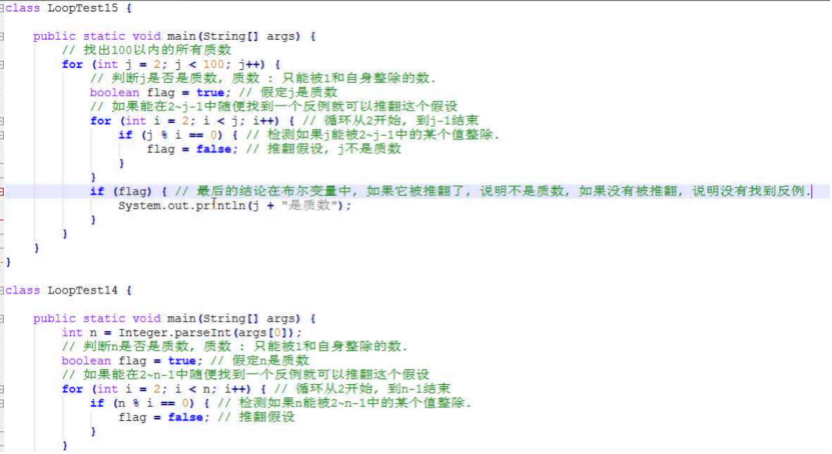 class LoopTest15 {
public static void main(String[] args) {
// 找出100以内的所有质数
for (int j = 2; j < 100; j++) {
// 判断j是否是质数, 质数 : 只能被1和自身整除的数.
boolean flag = true; // 假定j是质数
// 如果能在2~j-1中随便找到一个反例就可以推翻这个假设
for (int i = 2; i < j; i++) { // 循环从2开始, 到j-1结束
if (j % i == 0) { // 检测如果j能被2~j-1中的某个值整除.
flag = false; // 推翻假设, j不是质数
}
}
if (flag) { // 最后的结论在布尔变量中, 如果它被推翻了, 说明不是质数, 如果没有被推翻, 说明没有找到反例.
System.out.println(j + "是质数");
}
}
}
}
class LoopTest14 {
public static void main(String[] args) {
int n = Integer.parseInt(args[0]);
// 判断n是否是质数, 质数 : 只能被1和自身整除的数.
boolean flag = true; // 假定n是质数
// 如果能在2~n-1中随便找到一个反例就可以推翻这个假设
for (int i = 2; i < n; i++) { // 循环从2开始, 到n-1结束
if (n % i == 0) { // 检测如果n能被2~n-1中的某个值整除.
flag = false; // 推翻假设
}
}